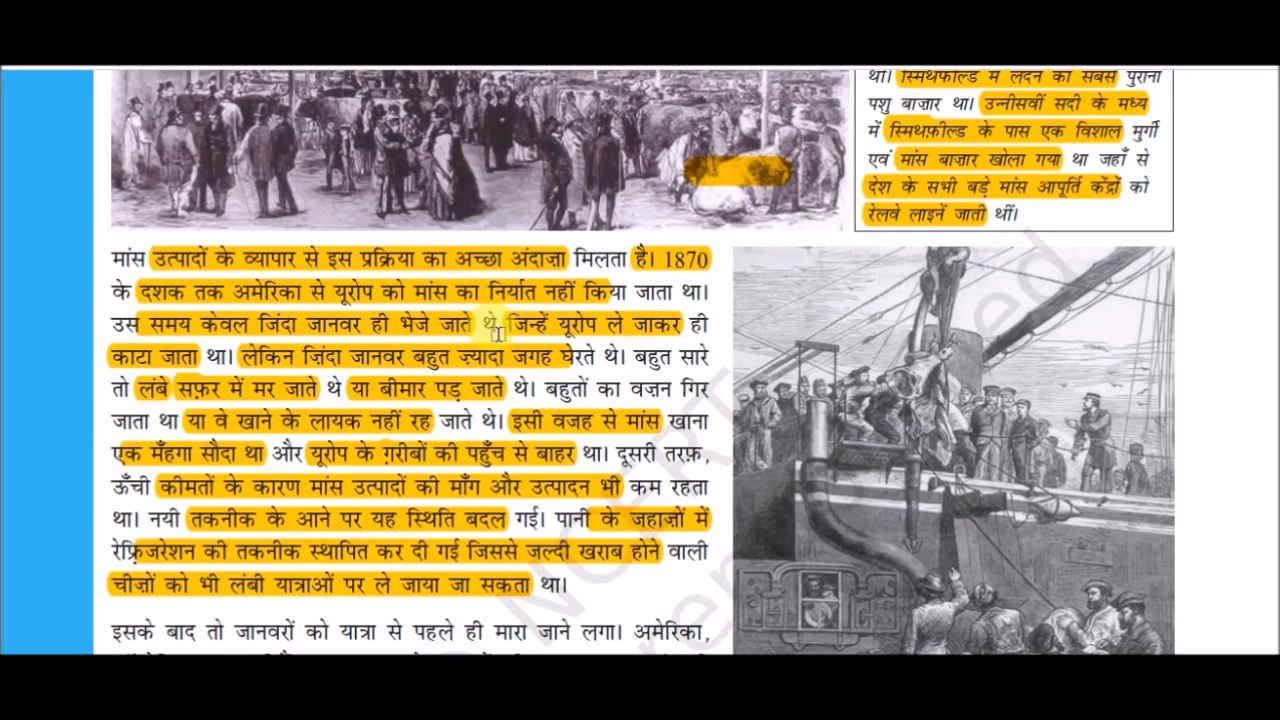 था। स्मिथफ़ील्ड में लंदन का सबसे पुराना
पशु बाज़ार था। उन्नीसवीं सदी के मध्य
में स्मिथफ़ील्ड के पास एक विशाल मुर्गी
एवं मांस बाज़ार खोला गया था जहाँ से
देश के सभी बड़े मांस आपूर्ति केंद्रों को
रेलवे लाइनें जाती थीं।
मांस उत्पादों के व्यापार से इस प्रक्रिया का अच्छा अंदाज़ा मिलता है। 1870
के दशक तक अमेरिका से यूरोप को मांस का निर्यात नहीं किया जाता था।
उस समय केवल ज़िंदा जानवर ही भेजे जाते थे जिन्हें यूरोप ले जाकर ही
काटा जाता था। लेकिन ज़िंदा जानवर बहुत ज़्यादा जगह घेरते थे। बहुत सारे
तो लंबे सफ़र में मर जाते थे या बीमार पड़ जाते थे। बहुतों का वज़न गिर
जाता था या वे खाने के लायक नहीं रह जाते थे। इसी वजह से मांस खाना
एक मँहगा सौदा था और यूरोप के ग़रीबों की पहुँच से बाहर था। दूसरी तरफ़,
ऊँची कीमतों के कारण मांस उत्पादों की माँग और उत्पादन भी कम रहता
था। नयी तकनीक के आने पर यह स्थिति बदल गई। पानी के जहाज़ों में
रेफ़्रिजरेशन की तकनीक स्थापित कर दी गई जिससे जल्दी खराब होने वाली
चीज़ों को भी लंबी यात्राओं पर ले जाया जा सकता था।
इसके बाद तो जानवरों को यात्रा से पहले ही मारा जाने लगा। अमेरिका,